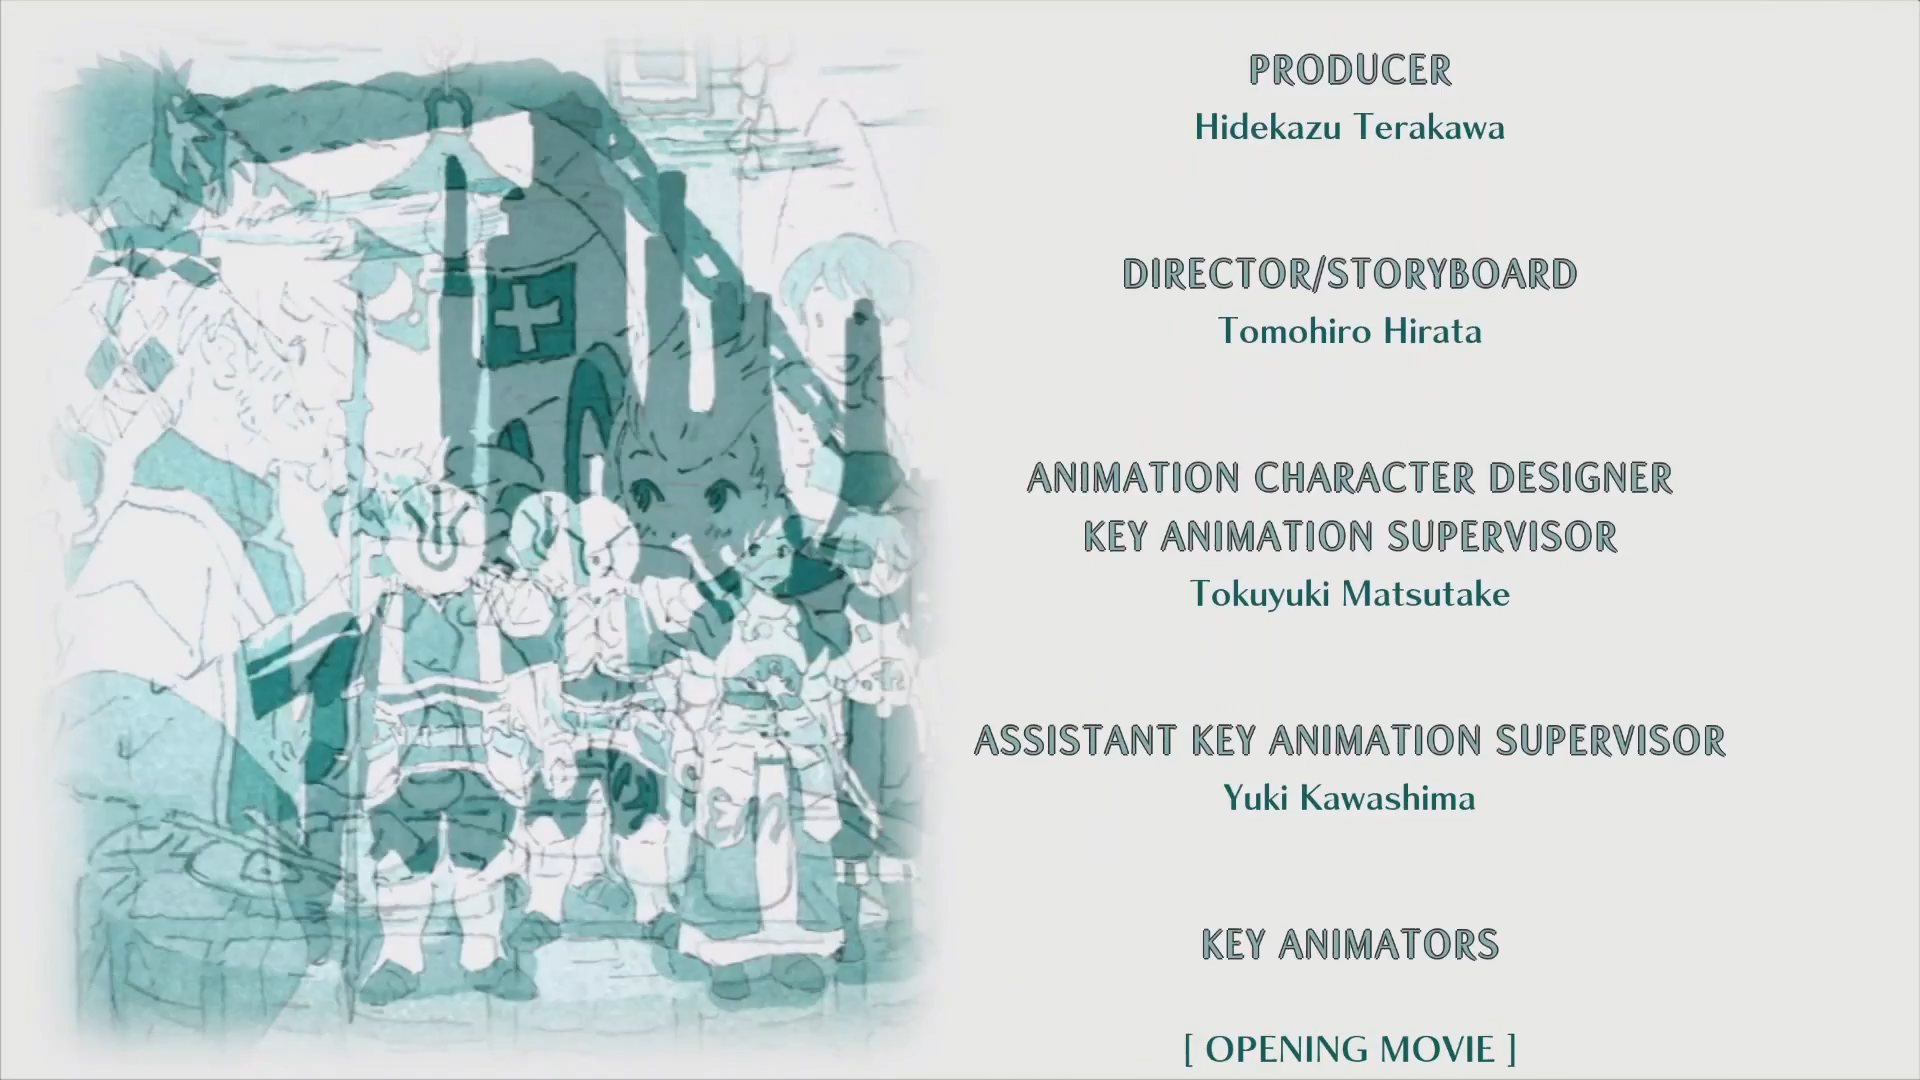 PRODUCER
Hidekazu Terakawa
DIRECTOR/STORYBOARD
Tomohiro Hirata
ANIMATION CHARACTER DESIGNER
KEY ANIMATION SUPERVISOR
Tokuyuki Matsutake
ASSISTANT KEY ANIMATION SUPERVISOR
Yuki Kawashima
KEY ANIMATORS
[ OPENING MOVIE ]